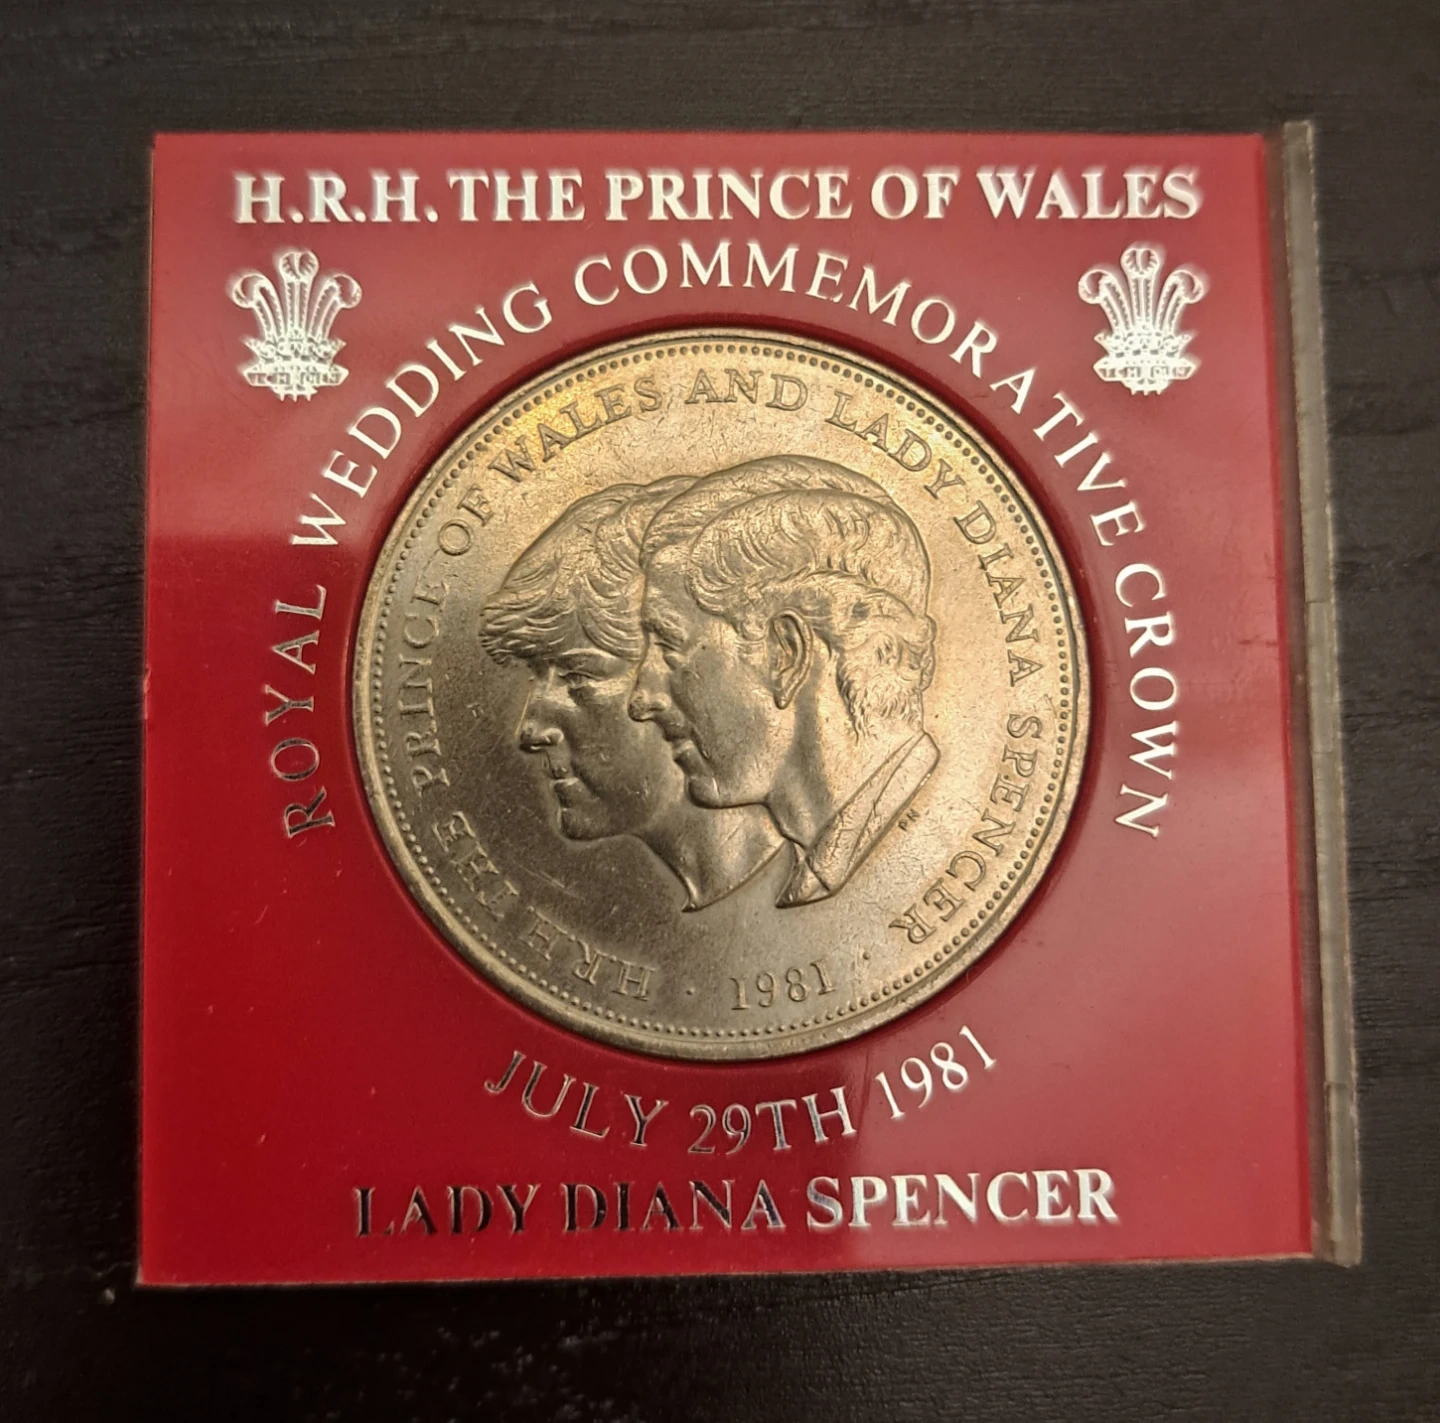 H.R.H. THE PRINCE OF WALES
ROYAL WEDDING COMMEMORATIVE CROWN
H.R.H. THE PRINCE OF WALES AND LADY DIANA SPENCER
· 1981 ·
PN
JULY 29TH 1981
LADY DIANA SPENCER